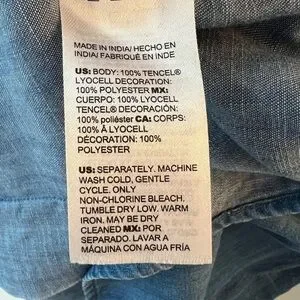 MADE IN INDIA/ HECHO EN
INDIA/ FABRIQUÉ EN INDE
US: BODY: 100% TENCEL®
LYOCELL DECORATION:
100% POLYESTER MX:
CUERPO: 100% LYOCELL
TENCEL® DECORACIÓN:
100% poliéster CA: CORPS:
100% Â LYOCELL
DÉCORATION: 100%
POLYESTER
US: SEPARATELY. MACHINE
WASH COLD, GENTLE
CYCLE. ONLY
NON-CHLORINE BLEACH.
TUMBLE DRY LOW. WARM
IRON. MAY BE DRY
CLEANED MX: POR
SEPARADO. LAVAR A
MÁQUINA CON AGUA FRÍA